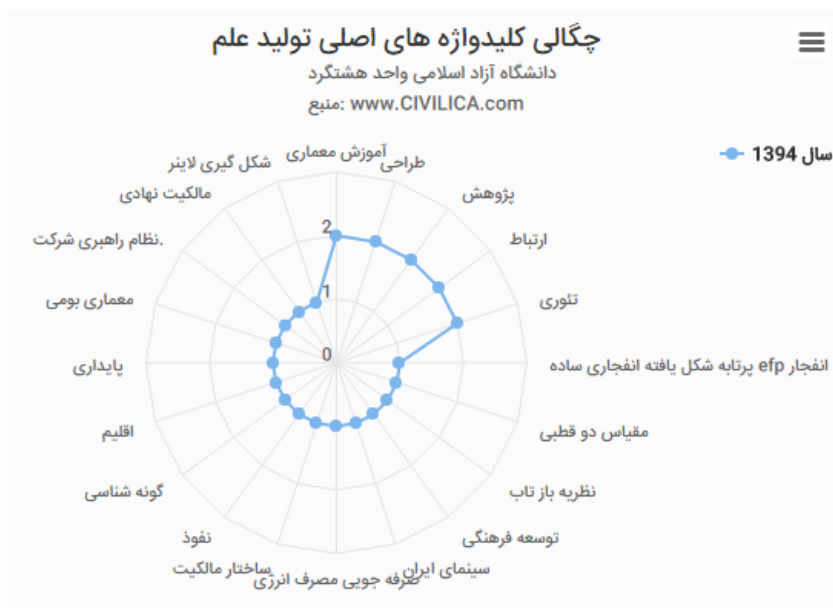 چگالی کلیدواژه های اصلی تولید علم
دانشگاه آزاد اسلامی واحد هشتگرد
منبع: www.CIVILICA.com
سال 1394
آموزش معماری
طراحی
پژوهش
ارتباط
تئوری
انفجار efp پرتابه شکل یافته انفجاری ساده
مقیاس دو قطبی
نظریه باز تاب
توسعه فرهنگی
سینمای ایران
صرفه جویی مصرف انرژی
ساختار مالکیت
نفوذ
گونه شناسی
اقلیم
پایداری
معماری بومی
نظام راهبری شرکت.
مالکیت نهادی
شکل گیری لاینر
2
1
0